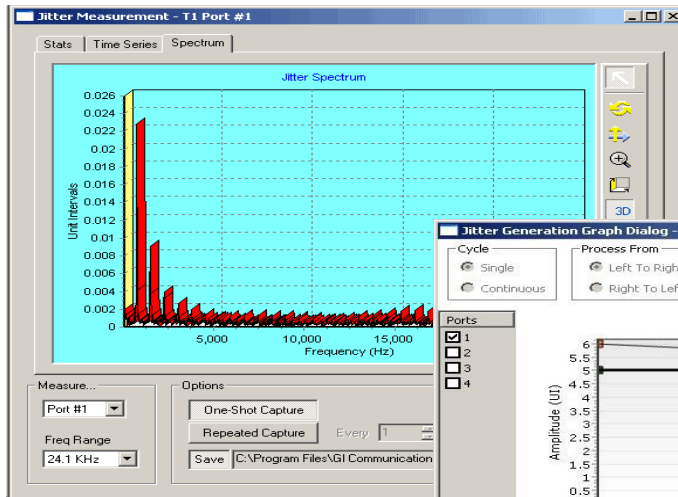 Jitter Measurement - T1 Port #1
Stats Time Series Spectrum
Jitter Spectrum
0.026
0.024
0.022
0.02
0.018
0.016
0.014
0.012
0.01
0.008
0.006
0.004
0.002
0
Unit Intervals
5,000 10,000 15,000
Frequency (Hz)
3D
Measure...
Port #1
Freq Range
24.1 KHz
Options
One-Shot Capture
Repeated Capture Every 1
Save C:\Program Files\GI Communication
Jitter Generation Graph Dialog -
Cycle
Single
Continuous
Process From
Left To Righ
Right To Lef
Ports
1
2
3
4
Amplitude (UI)
6
5.5
5
4.5
4
3.5
3
2.5
2
1.5
1
0.5